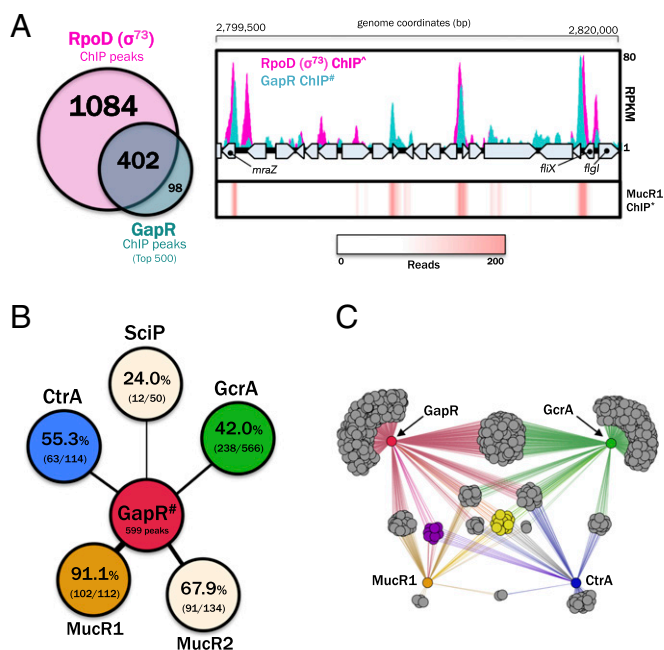 A
RpoD (σ73)
ChIP peaks
1084
402
98
GapR
ChIP peaks
(Top 500)
2,799,500
genome coordinates (bp)
2,820,000
RpoD (σ73) ChIP^
GapR ChIP#
80
RPKM
1
mraZ
fliX
flgI
MucR1
ChIP*
0
200
Reads
B
SciP
24.0%
(12/50)
CtrA
55.3%
(63/114)
GcrA
42.0%
(238/566)
GapR#
599 peaks
91.1%
(102/112)
MucR1
67.9%
(91/134)
MucR2
C
GapR
GcrA
MucR1
CtrA